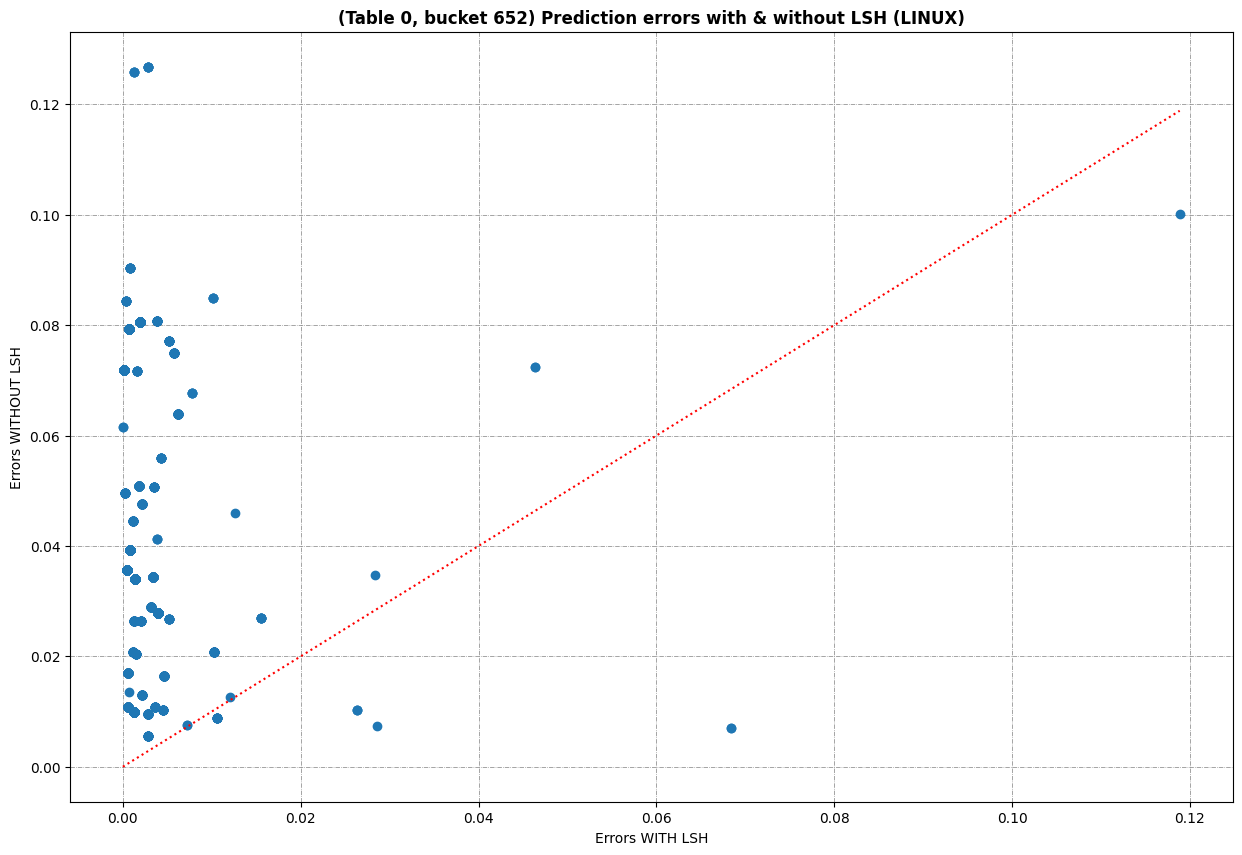 (Table 0, bucket 652) Prediction errors with & without LSH (LINUX)
0.12
0.10
0.08
0.06
0.04
0.02
0.00
Errors WITHOUT LSH
0.00 0.02 0.04 0.06 0.08 0.10 0.12
Errors WITH LSH